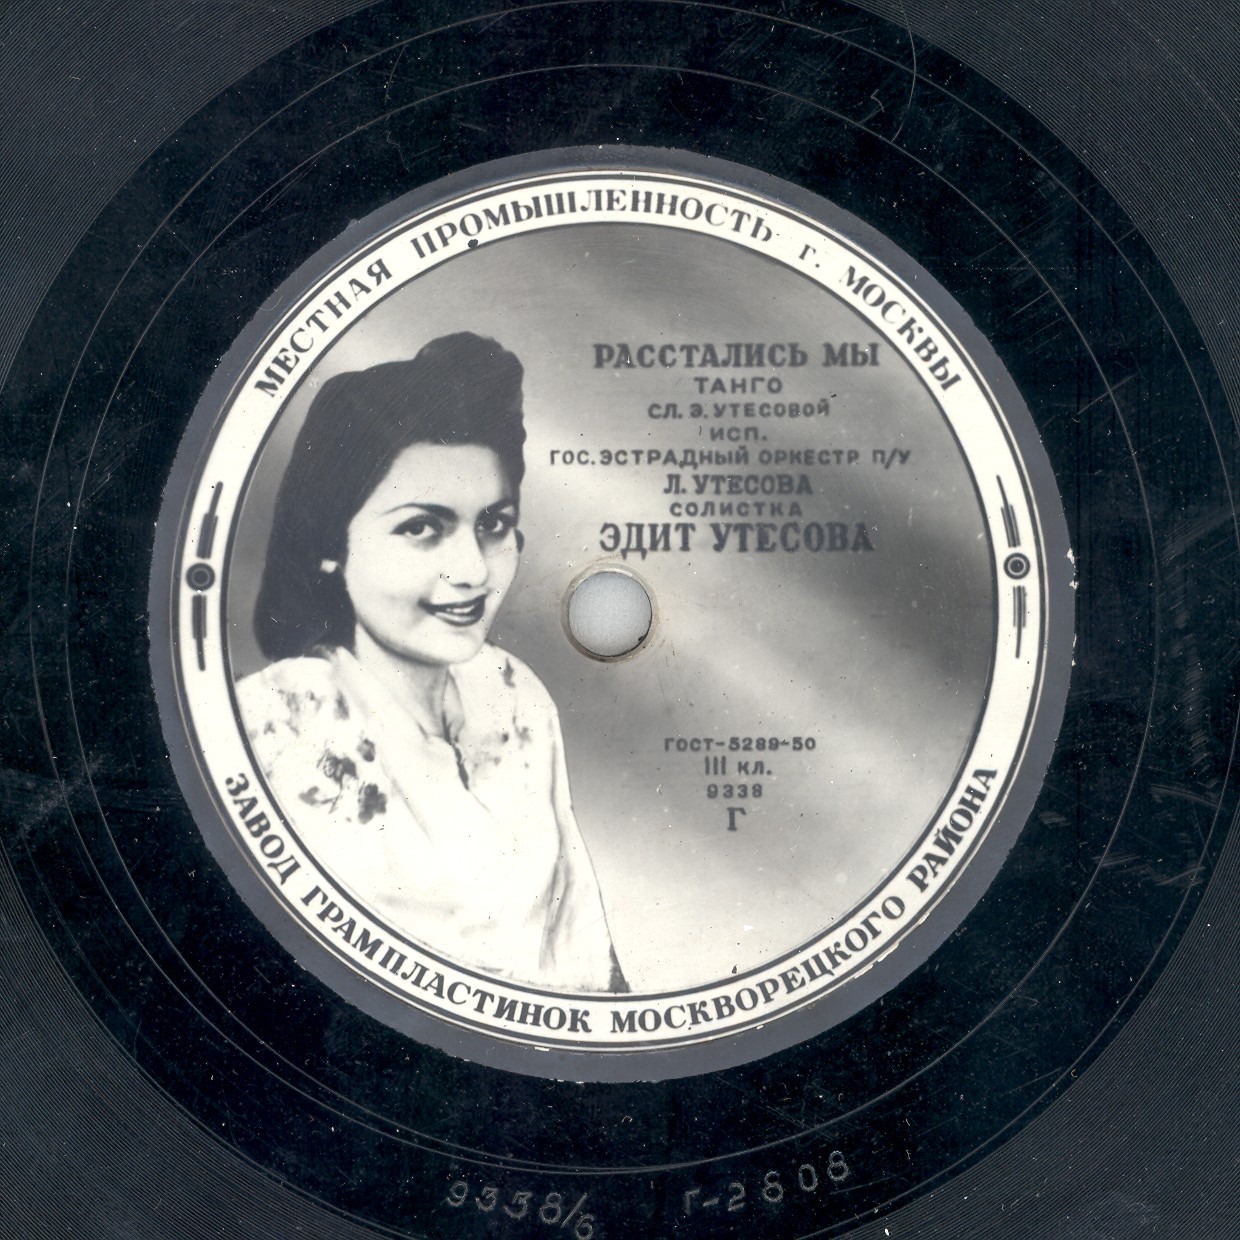 МЕСТНАЯ ПРОМЫШЛЕННОСТЬ г. МОСКВЫ
РАССТАЛИСЬ МЫ
ТАНГО
СЛ. Э. УТЕСОВОЙ
ИСП.
ГОС. ЭСТРАДНЫЙ ОРКЕСТР П/У
Л. УТЕСОВА
СОЛИСТКА
ЭДИТ УТЕСОВА
ГОСТ-5289-50
III КЛ.
9338
Г
ЗАВОД ГРАМПЛАСТИНОК МОСКВОРЕЦКОГО РАЙОНА
9338/6 Г-2808